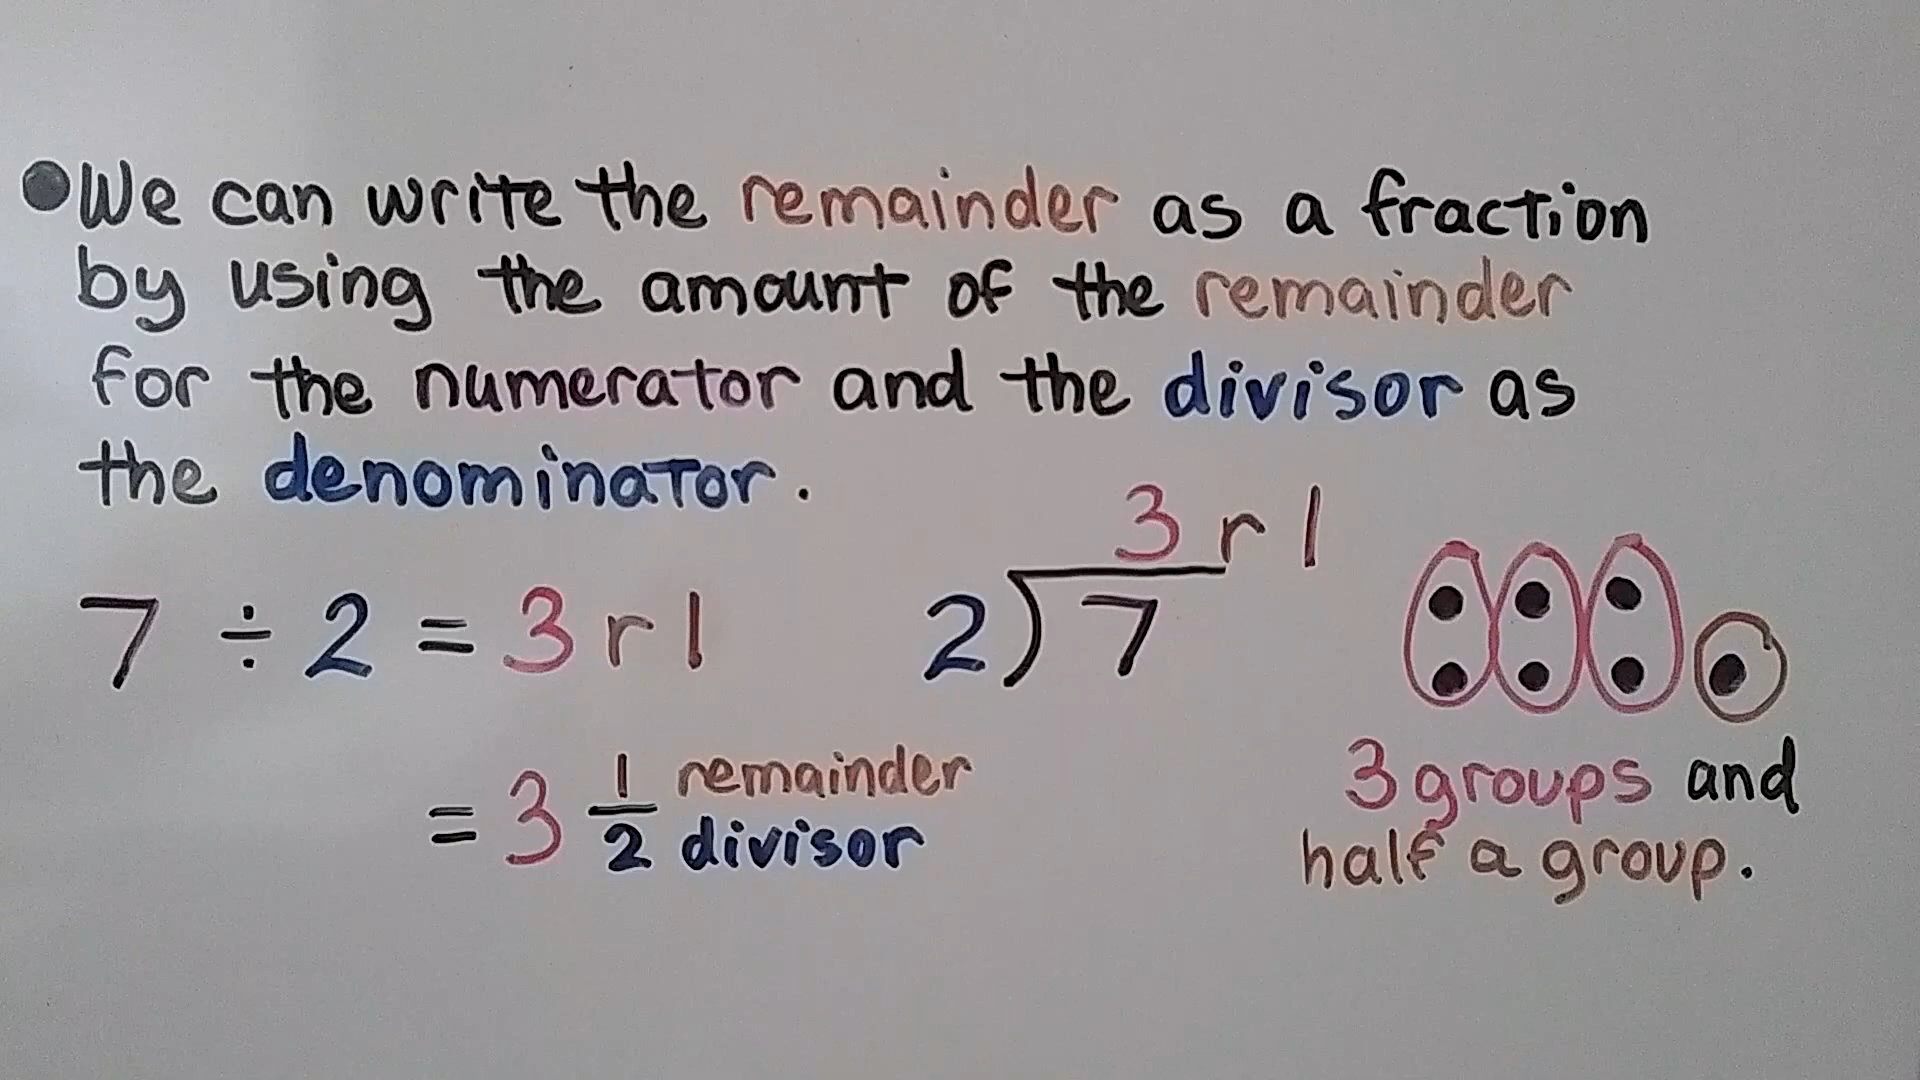 ●We can write the remainder as a fraction
by using the amount of the remainder
for the numerator and the divisor as
the denominator.
7 ÷ 2 = 3 r 1
= 3 1/2 remainder divisor
3 r 1
2)7
3 groups and
half a group.